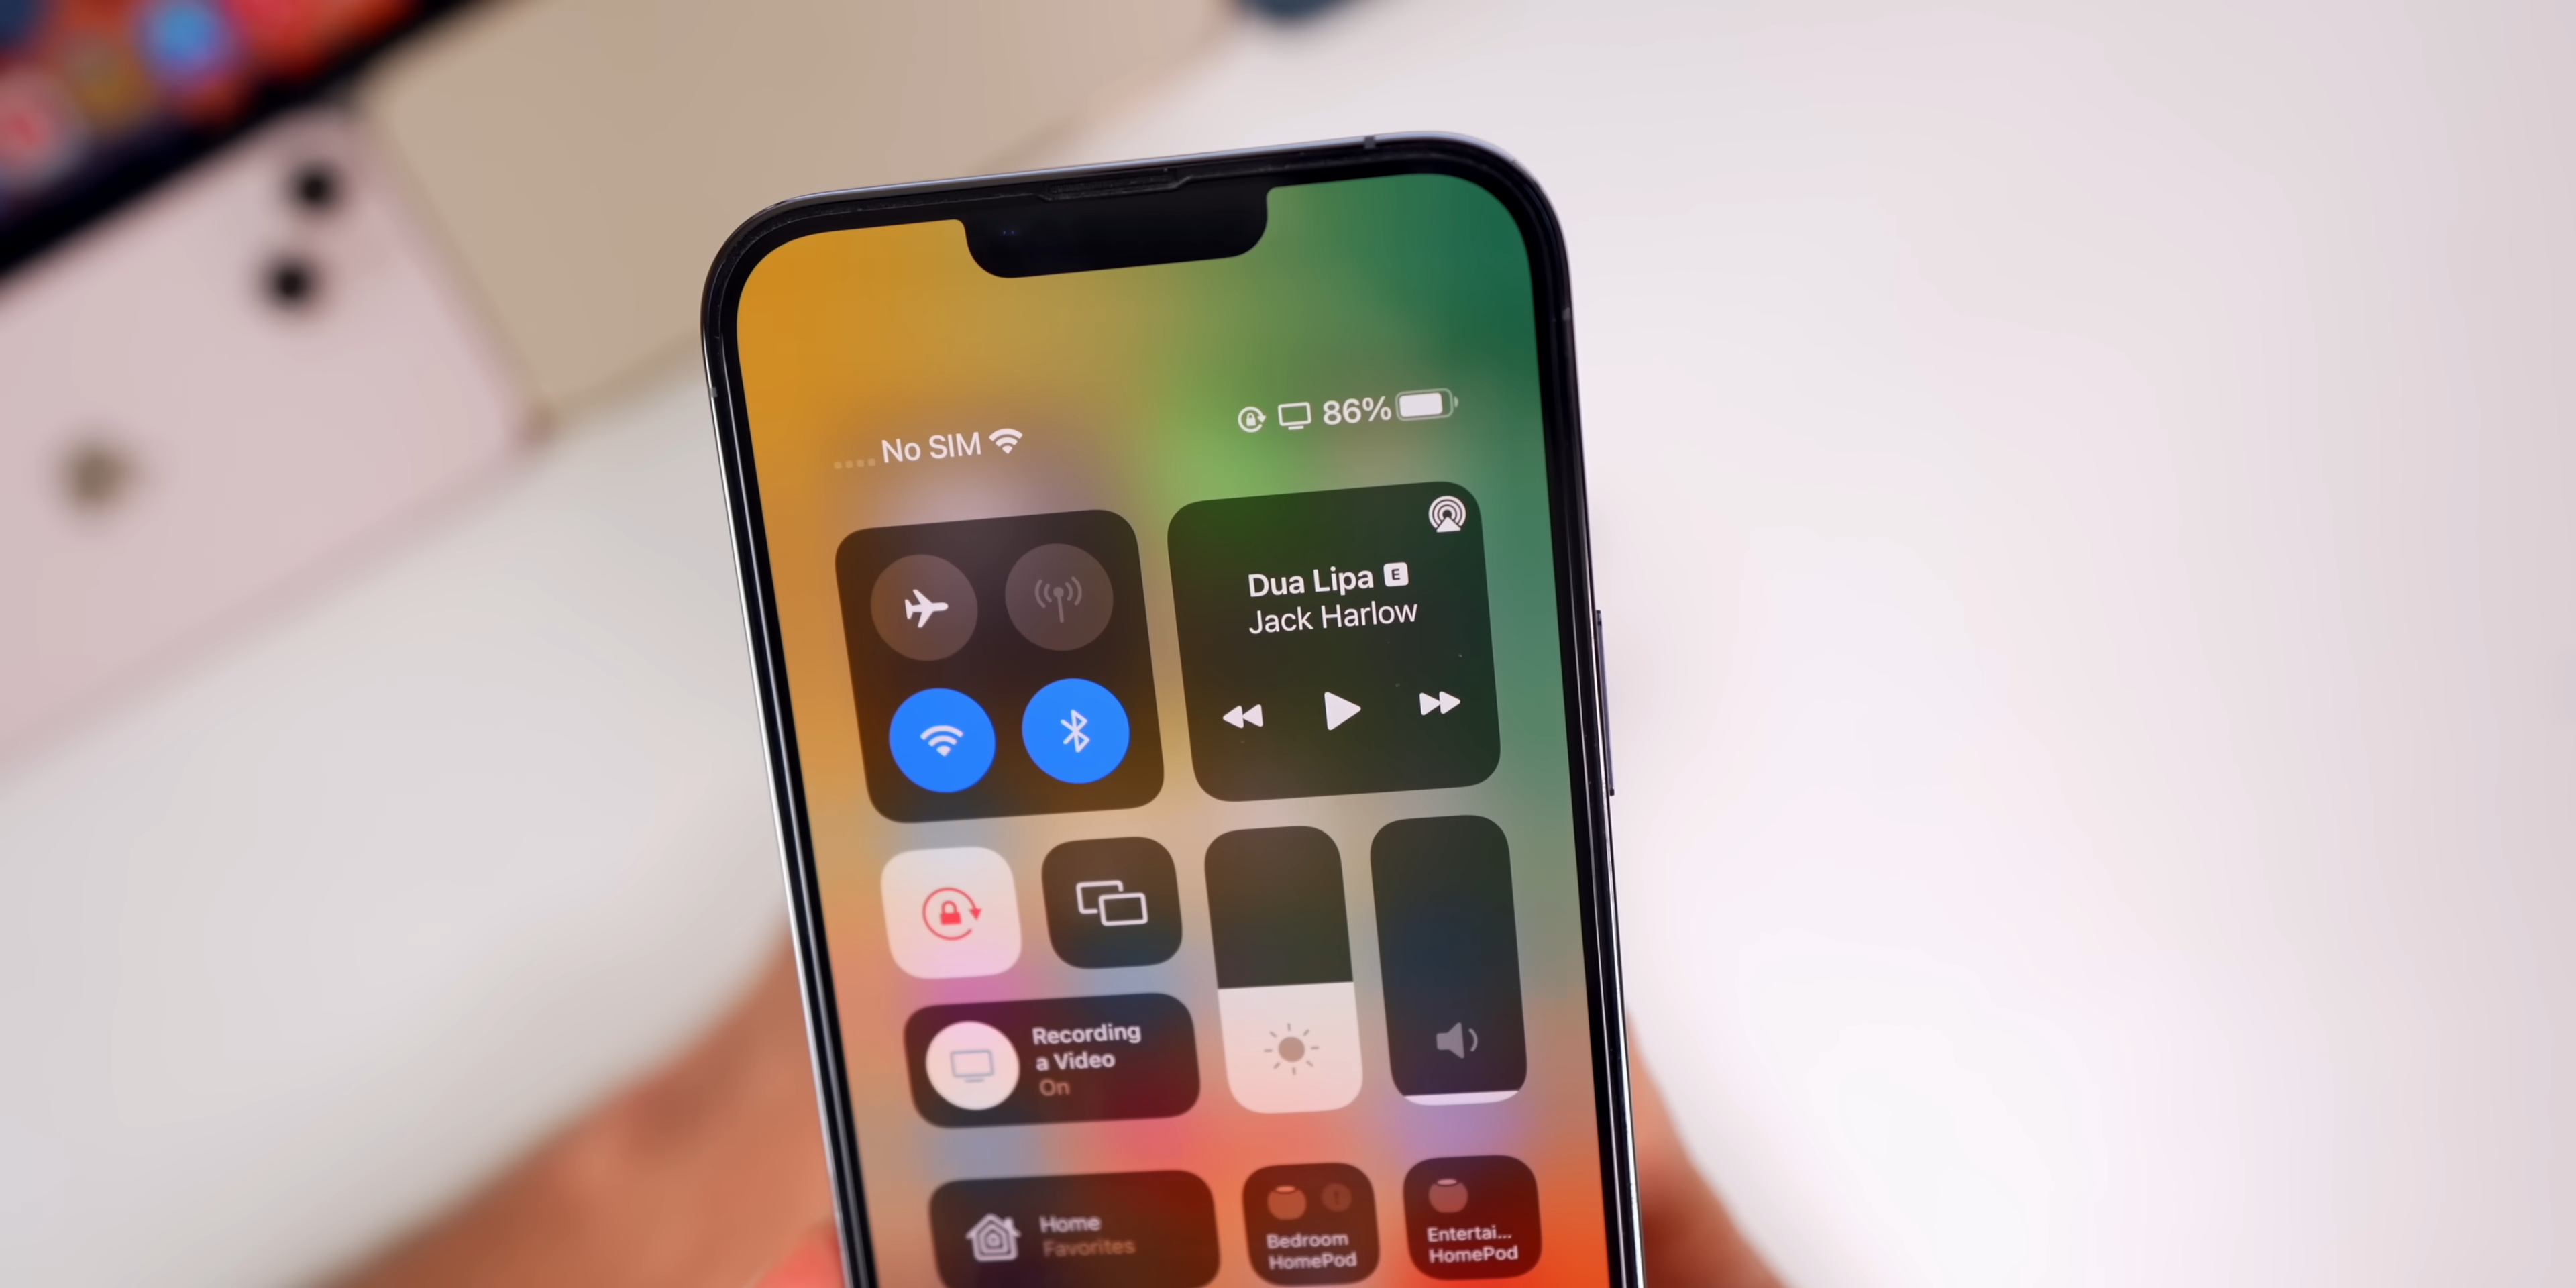 No SIM
86%
Dua Lipa E
Jack Harlow
Recording
a Video
On
Home
Favorites
Bedroom
HomePod
Entertai...
HomePod